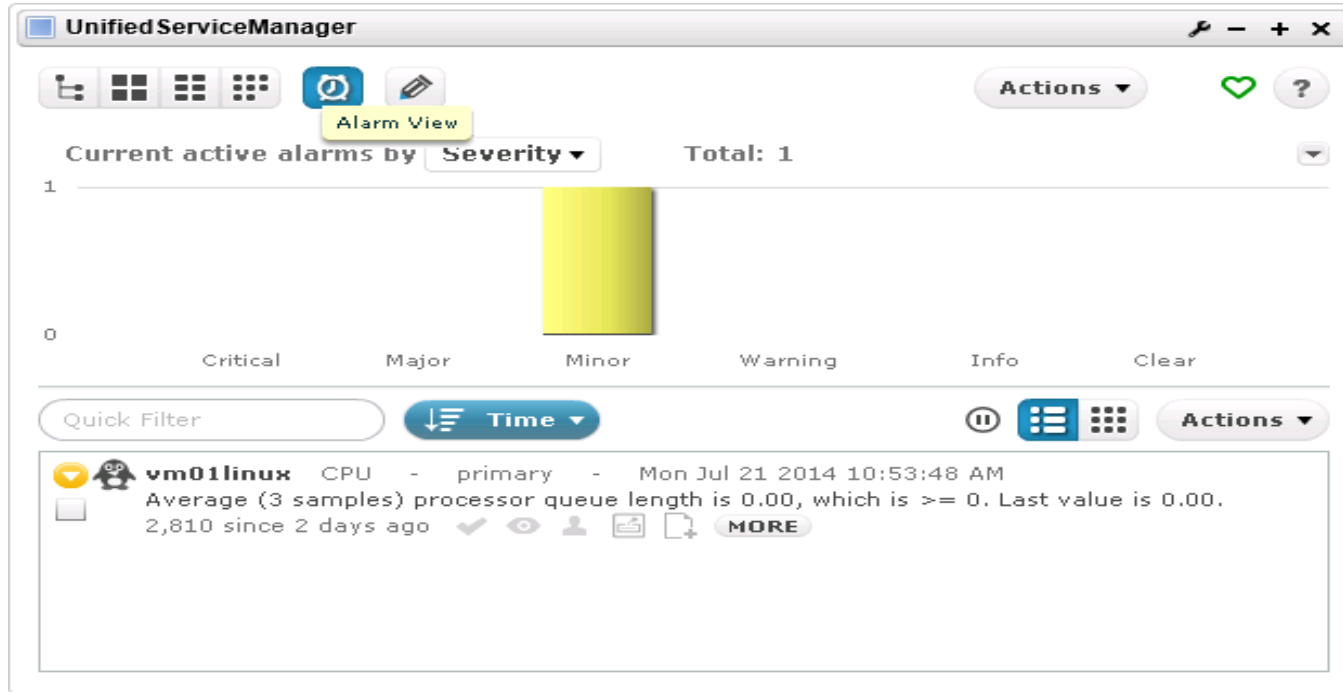 UnifiedServiceManager
Actions ▼
?
Alarm View
Current active alarms by Severity ▼ Total: 1
1
0
Critical Major Minor Warning Info Clear
Quick Filter Time ▼ Actions ▼
vm01linux CPU - primary - Mon Jul 21 2014 10:53:48 AM
Average (3 samples) processor queue length is 0.00, which is >= 0. Last value is 0.00.
2,810 since 2 days ago MORE